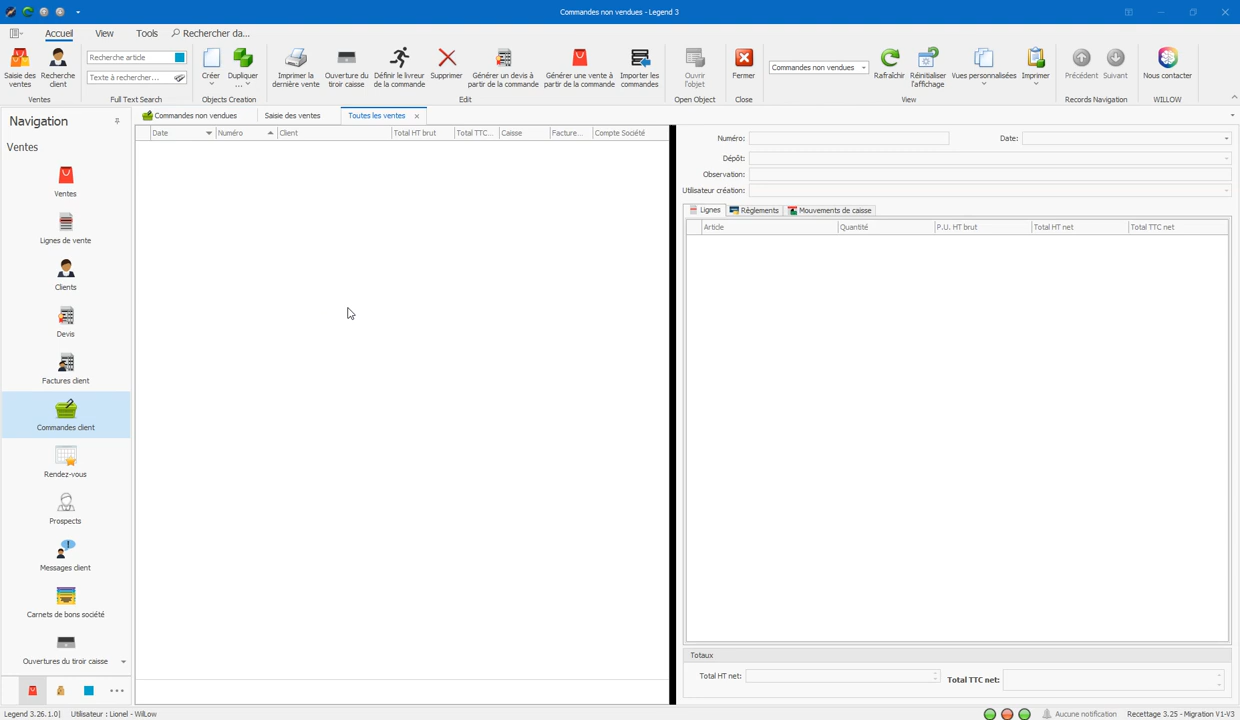 Commandes non vendues - Legend 3
Accueil View Tools Rechercher da...
Saisie des ventes
Recherche client
Ventes
Recherche article
Texte à rechercher...
Full Text Search
Créer
Dupliquer ...
Objects Creation
Imprimer la dernière vente
Ouverture du tiroir caisse
Définir le livreur de la commande
Supprimer
Générer un devis à partir de la commande
Générer une vente à partir de la commande
Importer les commandes
Edit
Ouvrir l'objet
Open Object
Fermer
Close
Commandes non vendues
Rafraîchir
Réinitialiser l'affichage
Vues personnalisées
Imprimer
View
Précédent
Suivant
Records Navigation
Nous contacter
WILLOW
Navigation
Ventes
Ventes
Lignes de vente
Clients
Devis
Factures client
Commandes client
Rendez-vous
Prospects
Messages client
Carnets de bons société
Ouvertures du tiroir caisse
Commandes non vendues Saisie des ventes Toutes les ventes
Date Numéro Client Total HT brut Total TTC... Caisse Facture... Compte Société
Numéro: Date:
Dépôt:
Observation:
Utilisateur création:
Lignes Règlements Mouvements de caisse
Article Quantité P.U. HT brut Total HT net Total TTC net
Totaux
Total HT net: Total TTC net:
Legend 3.26.1.0| Utilisateur : Lionel - WilLow
Aucune notification Recettage 3.25 - Migration V1-V3